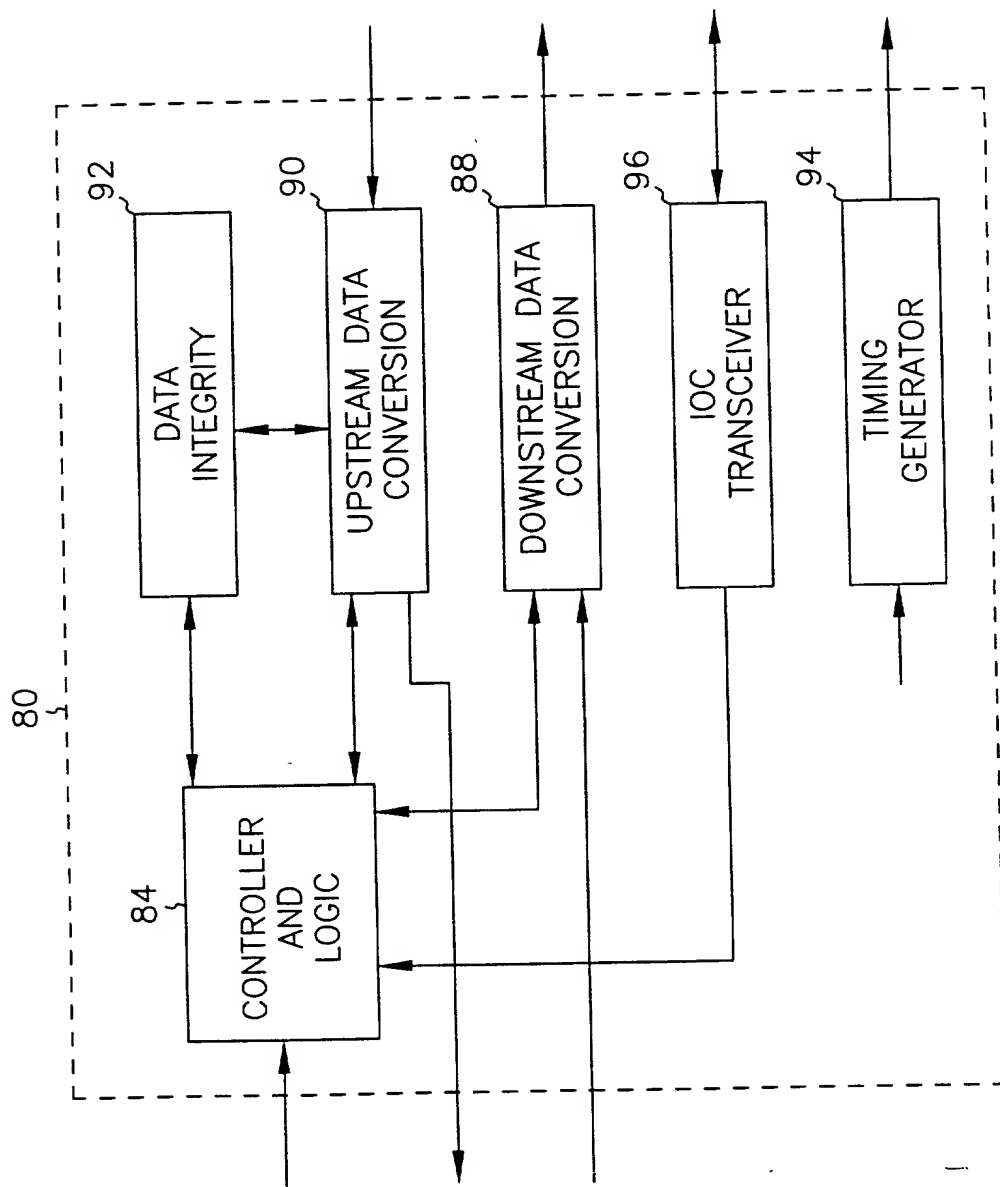 80
84
CONTROLLER
AND
LOGIC
92
DATA
INTEGRITY
90
UPSTREAM DATA
CONVERSION
88
DOWNSTREAM DATA
CONVERSION
96
IOC
TRANSCEIVER
94
TIMING
GENERATOR